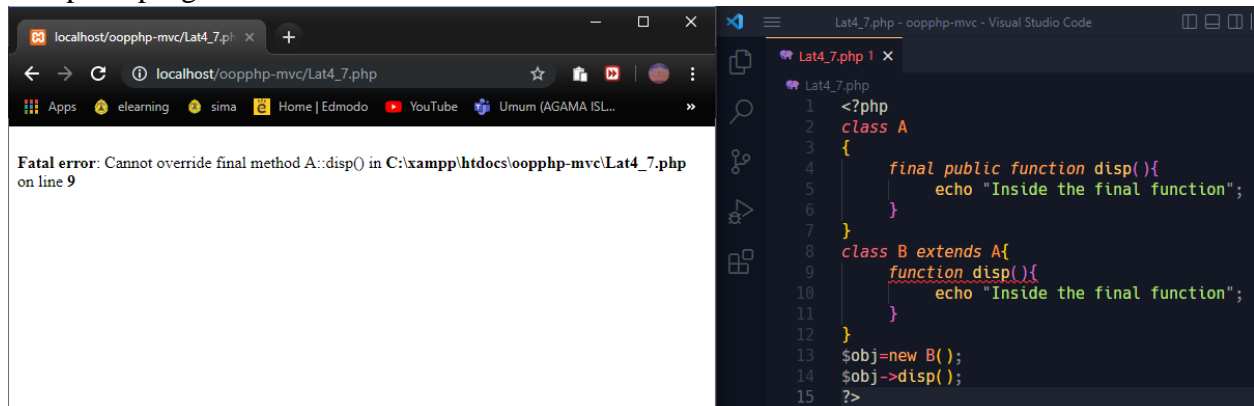 localhost/oopphp-mvc/Lat4_7.ph
localhost/oopphp-mvc/Lat4_7.php
Apps elearning sima Home | Edmodo YouTube Umum (AGAMA ISL...
Fatal error: Cannot override final method A::disp() in C:\xampp\htdocs\oopphp-mvc\Lat4_7.php
on line 9
Lat4_7.php - oopphp-mvc - Visual Studio Code
Lat4_7.php 1
Lat4_7.php
1 <?php
2 class A
3 {
4 final public function disp(){
5 echo "Inside the final function";
6 }
7 }
8 class B extends A{
9 function disp(){
10 echo "Inside the final function";
11 }
12 }
13 $obj=new B();
14 $obj->disp();
15 ?>